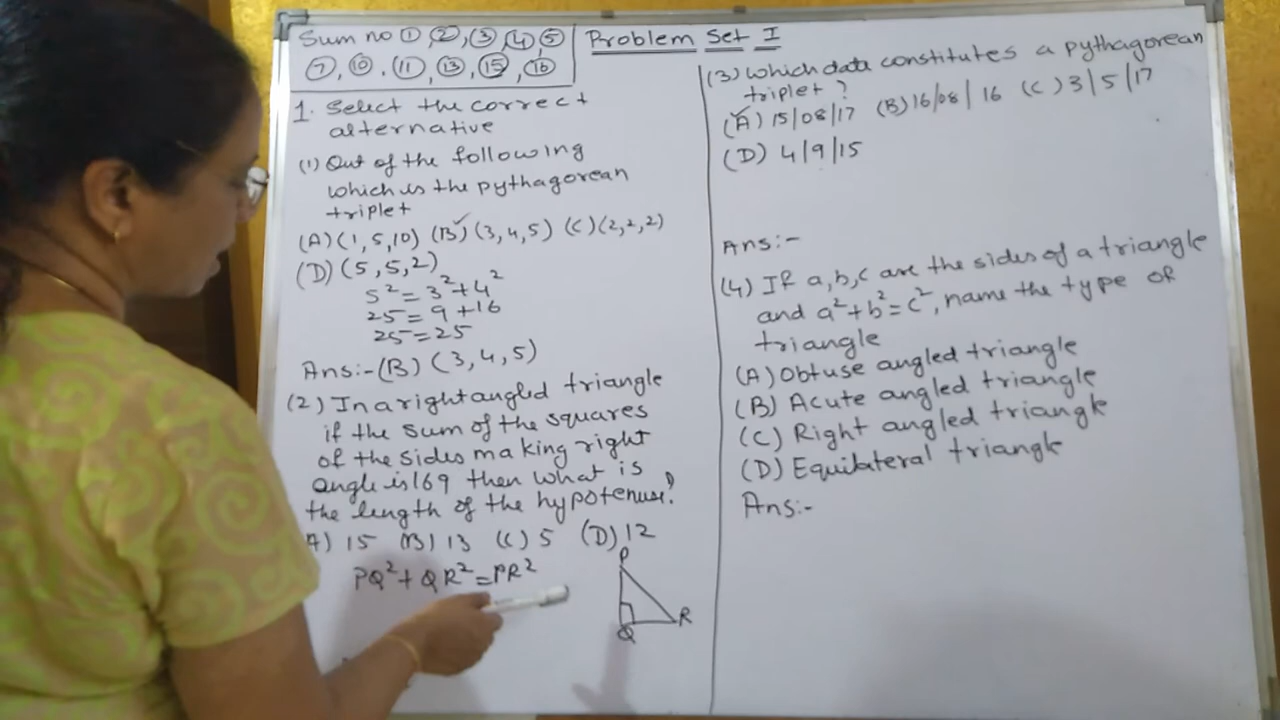 Sum no ①, ②, ③, ④, ⑤
⑦, ⑩, ⑪, ⑬, ⑮, ⑯
Problem Set I
1. Select the correct
alternative
(1) Out of the following
which is the pythagorean
triplet
(A) (1, 5, 10) (B) (3, 4, 5) (C) (2, 2, 2)
(D) (5, 5, 2)
5² = 3² + 4²
25 = 9 + 16
25 = 25
Ans:- (B) (3, 4, 5)
(2) In a right angled triangle
if the sum of the squares
of the sides making right
angle is 169 then what is
the length of the hypotenuse?
A) 15 (B) 13 (C) 5 (D) 12
PQ² + QR² = PR²
P
Q
R
(3) which data constitutes a pythagorean
triplet ?
(A) 15/08/17 (B) 16/08/16 (C) 3/5/17
(D) 4/9/15
Ans:-
(4) If a, b, c are the sides of a triangle
and a² + b² = c², name the type of
triangle
(A) Obtuse angled triangle
(B) Acute angled triangle
(C) Right angled triangle
(D) Equilateral triangle
Ans:-